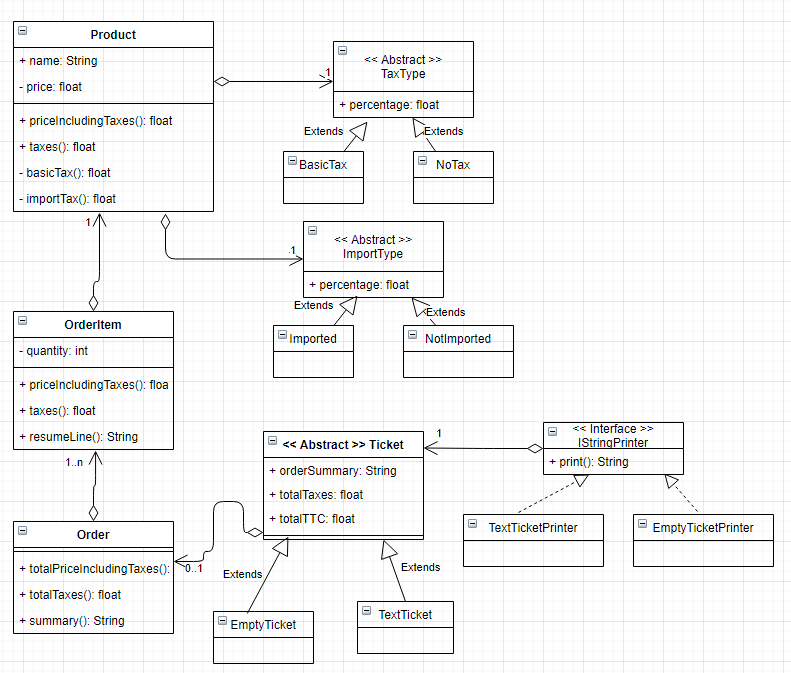 Product
+ name: String
- price: float
+ priceIncludingTaxes(): float
+ taxes(): float
- basicTax(): float
- importTax(): float
1
<< Abstract >>
TaxType
+ percentage: float
Extends
Extends
BasicTax
NoTax
1
.1
<< Abstract >>
ImportType
+ percentage: float
Extends
Extends
Imported
NotImported
OrderItem
- quantity: int
+ priceIncludingTaxes(): floa
+ taxes(): float
+ resumeLine(): String
1..n
<< Abstract >> Ticket
+ orderSummary: String
+ totalTaxes: float
+ totalTTC: float
1
<< Interface >>
IStringPrinter
+ print(): String
TextTicketPrinter
EmptyTicketPrinter
Order
+ totalPriceIncludingTaxes():
+ totalTaxes(): float
+ summary(): String
0..1
Extends
Extends
EmptyTicket
TextTicket